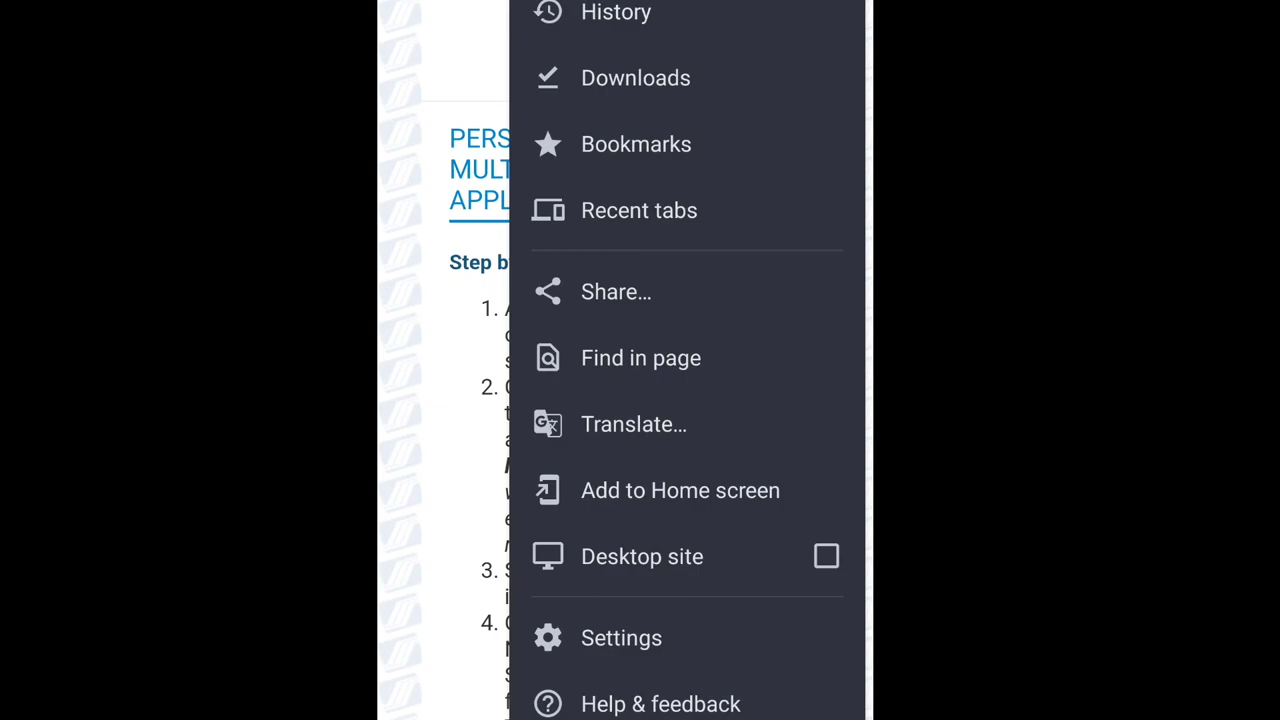 History
Downloads
Bookmarks
Recent tabs
Share...
Find in page
Translate...
Add to Home screen
Desktop site
Settings
Help & feedback
PERS
MULT
APPL
Step b
1.
2.
3.
4.